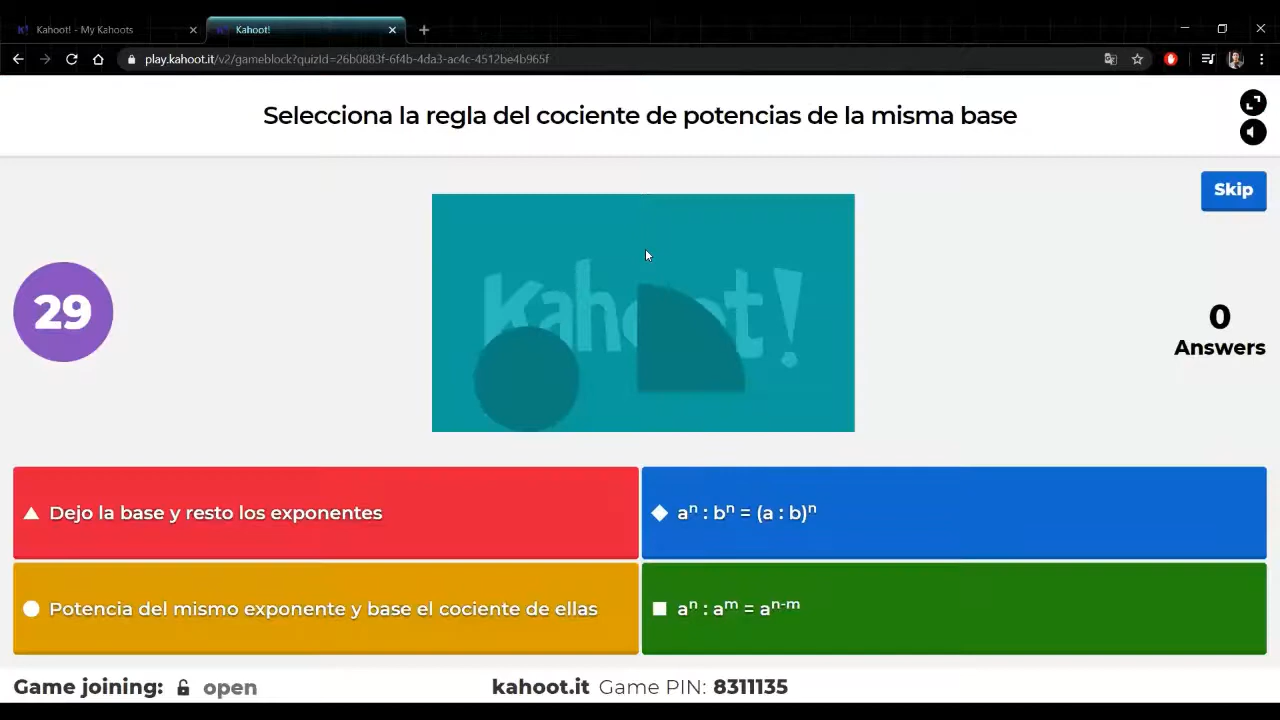 Kahoot! - My Kahoots
Kahoot!
play.kahoot.it/v2/gameblock?quizId=26b0883f-6f4b-4da3-ac4c-4512be4b965f
Selecciona la regla del cociente de potencias de la misma base
Skip
Kahoot!
29
0
Answers
Dejo la base y resto los exponentes
aⁿ : bⁿ = (a : b)ⁿ
Potencia del mismo exponente y base el cociente de ellas
aⁿ : aᵐ = aⁿ⁻ᵐ
Game joining: open
kahoot.it Game PIN: 8311135